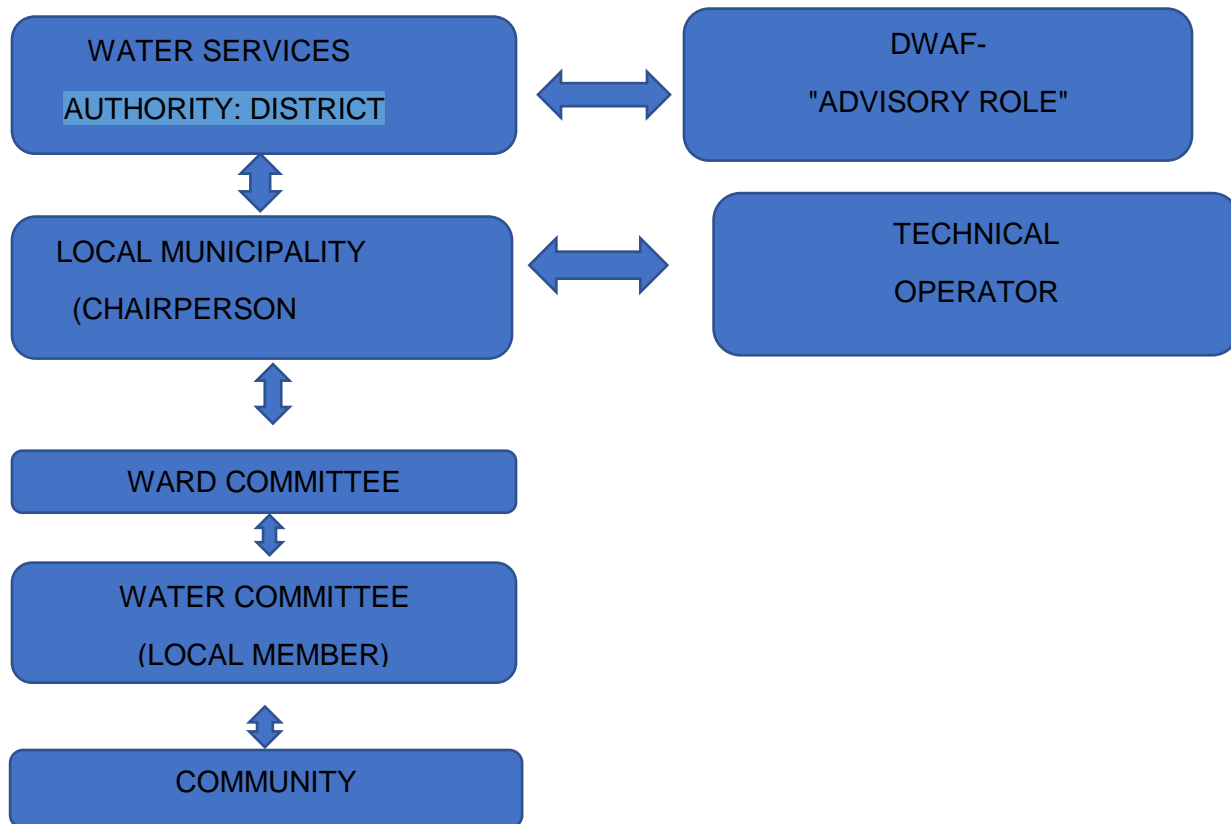 WATER SERVICES
AUTHORITY: DISTRICT
DWAF-
"ADVISORY ROLE"
LOCAL MUNICIPALITY
(CHAIRPERSON
TECHNICAL
OPERATOR
WARD COMMITTEE
WATER COMMITTEE
(LOCAL MEMBER)
COMMUNITY